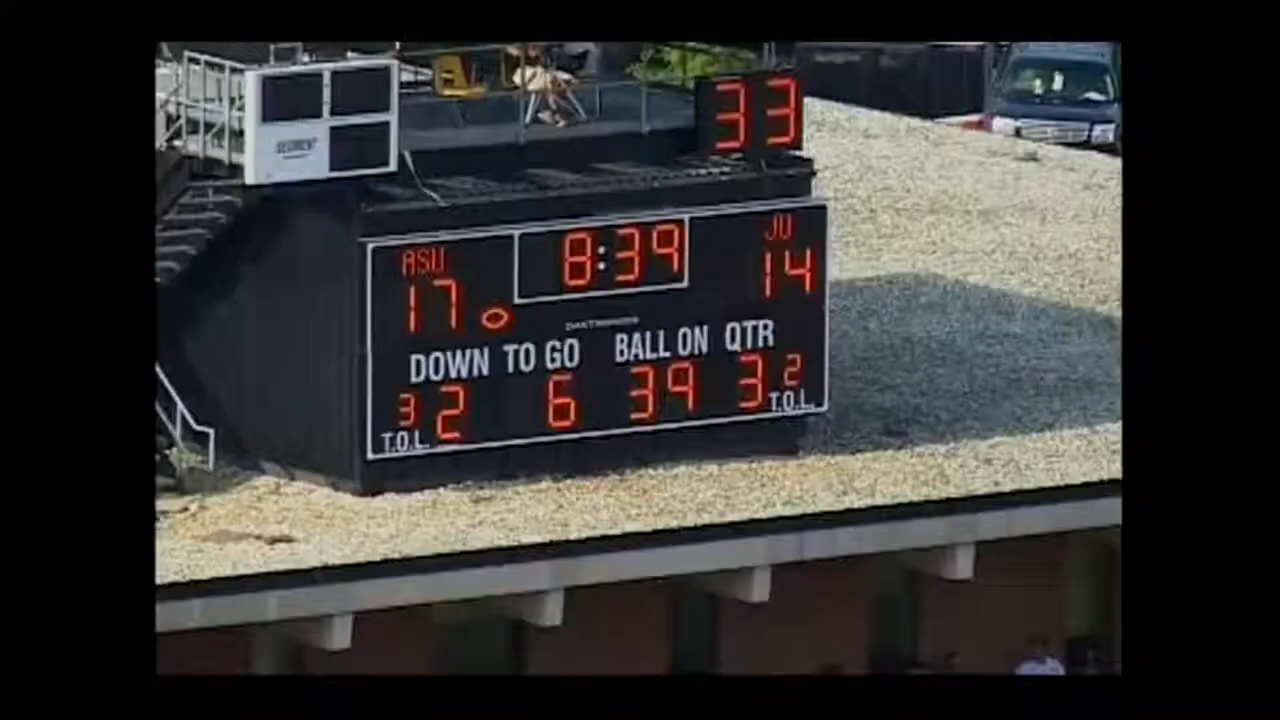 33
8:39
ASU JU
17 14
DAKTRONICS
DOWN TO GO BALL ON QTR
3 2 6 39 3 2
T.O.L. T.O.L.